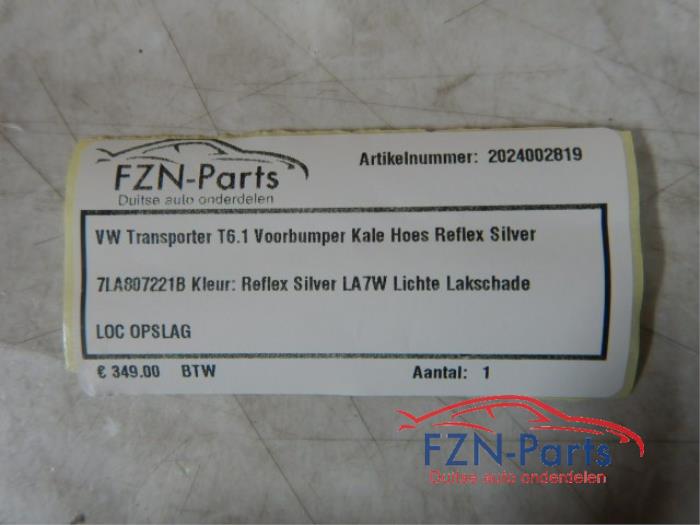 FZN-Parts
Duitse auto onderdelen
Artikelnummer: 2024002819
VW Transporter T6.1 Voorbumper Kale Hoes Reflex Silver
7LA807221B Kleur: Reflex Silver LA7W Lichte Lakschade
LOC OPSLAG
€ 349.00 BTW
Aantal: 1
FZN-Parts
Duitse auto onderdelen